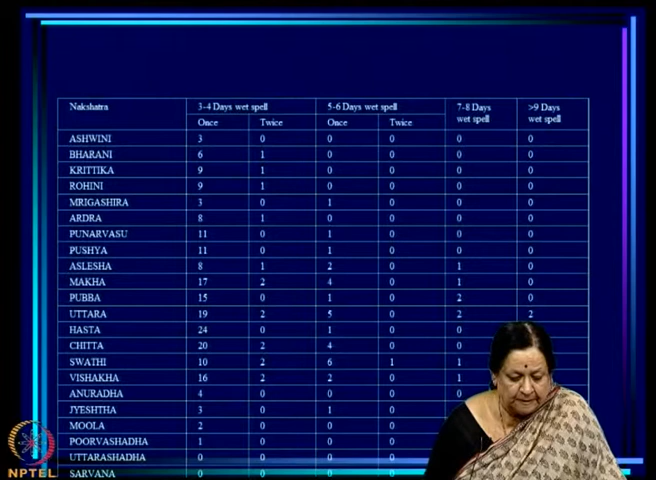 Nakshatra 3-4 Days wet spell 5-6 Days wet spell 7-8 Days wet spell >9 Days wet spell
Once Twice Once Twice
ASHWINI 3 0 0 0 0 0
BHARANI 6 1 0 0 0 0
KRITTIKA 9 1 0 0 0 0
ROHINI 9 1 0 0 0 0
MRIGASHIRA 3 0 1 0 0 0
ARDRA 8 1 0 0 0 0
PUNARVASU 11 0 1 0 0 0
PUSHYA 11 0 1 0 0 0
ASLESHA 8 1 2 0 1 0
MAKHA 17 2 4 0 1 0
PUBBA 15 0 1 0 2 0
UTTARA 19 2 5 0 2 2
HASTA 24 0 1 0 0 0
CHITTA 20 2 4 0 0
SWATHI 10 2 6 1 1
VISHAKHA 16 2 2 0 1
ANURADHA 4 0 0 0 0
JYESHTHA 3 0 1 0
MOOLA 2 0 0 0
POORVASHADHA 1 0 0 0
UTTARASHADHA 0 0 0 0
SARVANA 0 0 0 0
NPTEL